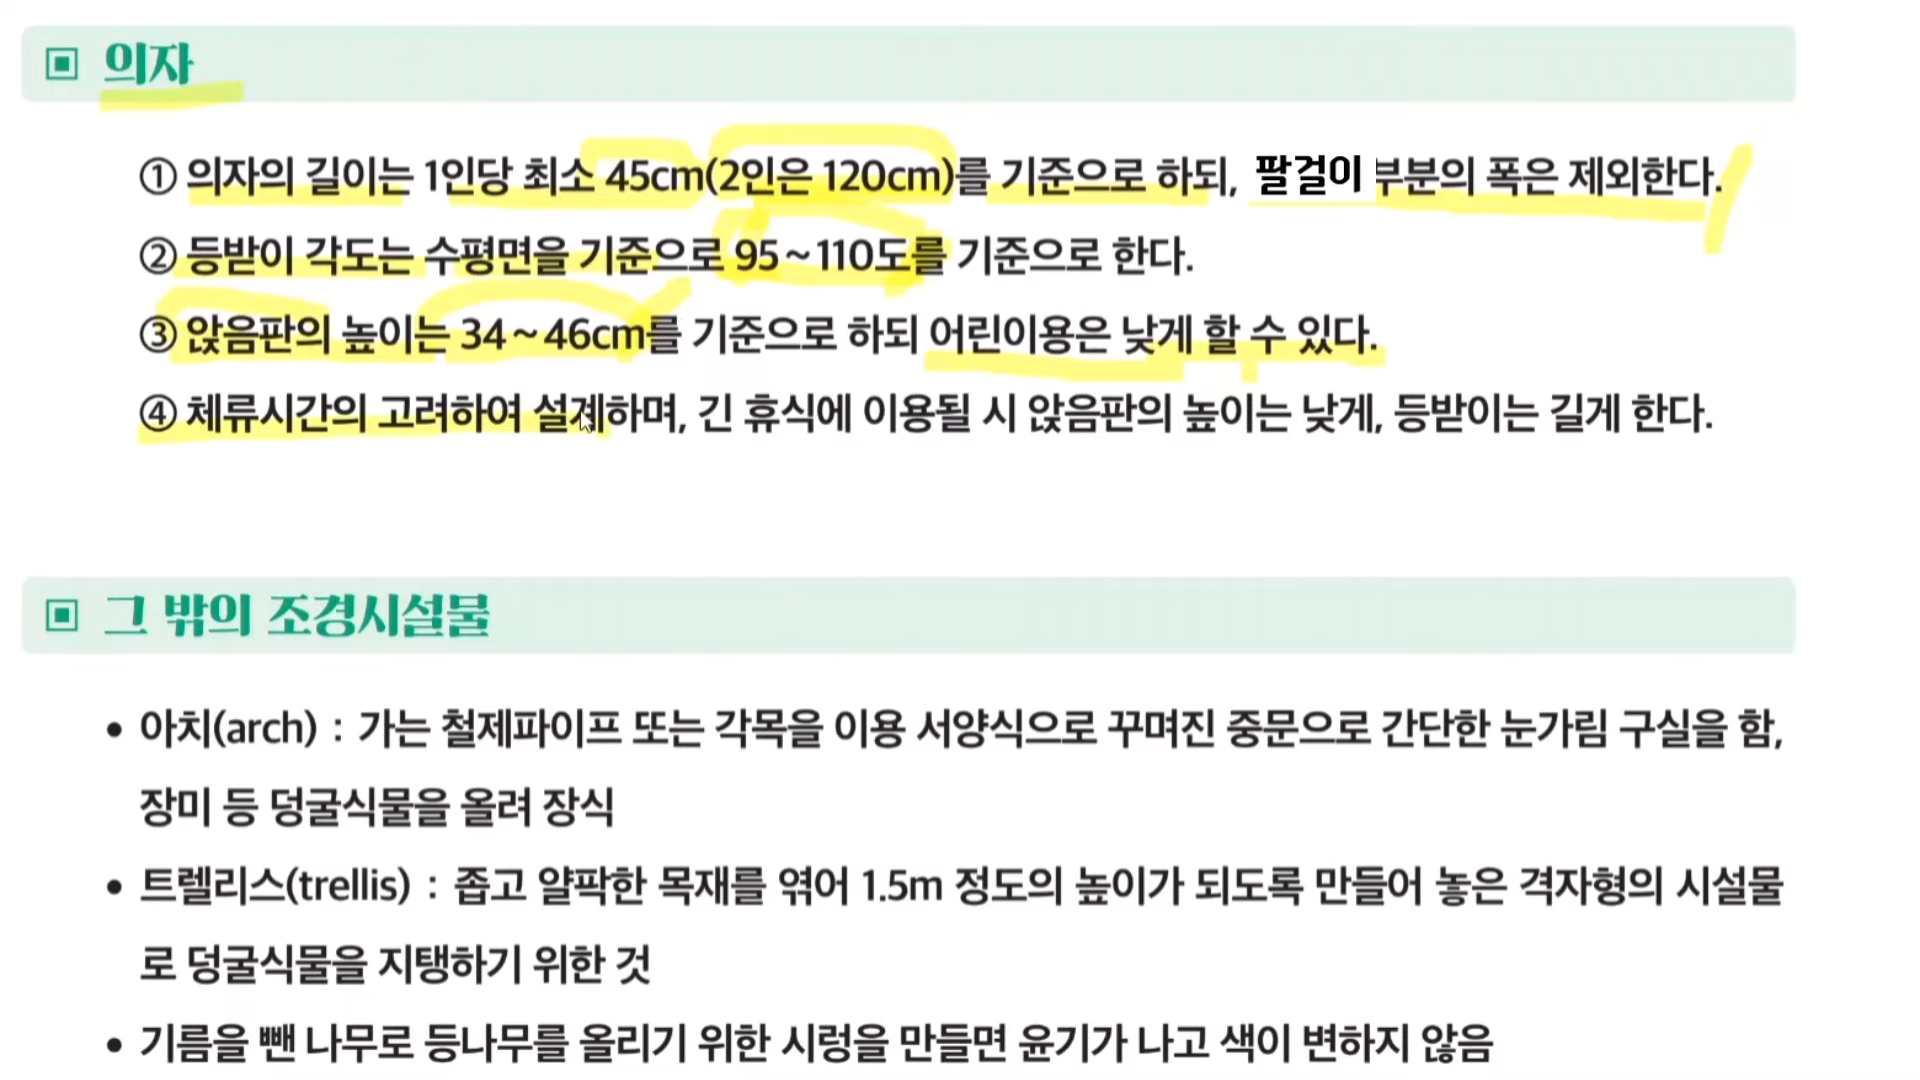 의자
① 의자의 길이는 1인당 최소 45cm(2인은 120cm)를 기준으로 하되, 팔걸이 부분의 폭은 제외한다.
② 등받이 각도는 수평면을 기준으로 95~110도를 기준으로 한다.
③ 앉음판의 높이는 34~46cm를 기준으로 하되 어린이용은 낮게 할 수 있다.
④ 체류시간의 고려하여 설계하며, 긴 휴식에 이용될 시 앉음판의 높이는 낮게, 등받이는 길게 한다.
그 밖의 조경시설물
• 아치(arch) : 가는 철제파이프 또는 각목을 이용 서양식으로 꾸며진 중문으로 간단한 눈가림 구실을 함,
장미 등 덩굴식물을 올려 장식
• 트렐리스(trellis) : 좁고 얄팍한 목재를 엮어 1.5m 정도의 높이가 되도록 만들어 놓은 격자형의 시설물
로 덩굴식물을 지탱하기 위한 것
• 기름을 뺀 나무로 등나무를 올리기 위한 시렁을 만들면 윤기가 나고 색이 변하지 않음